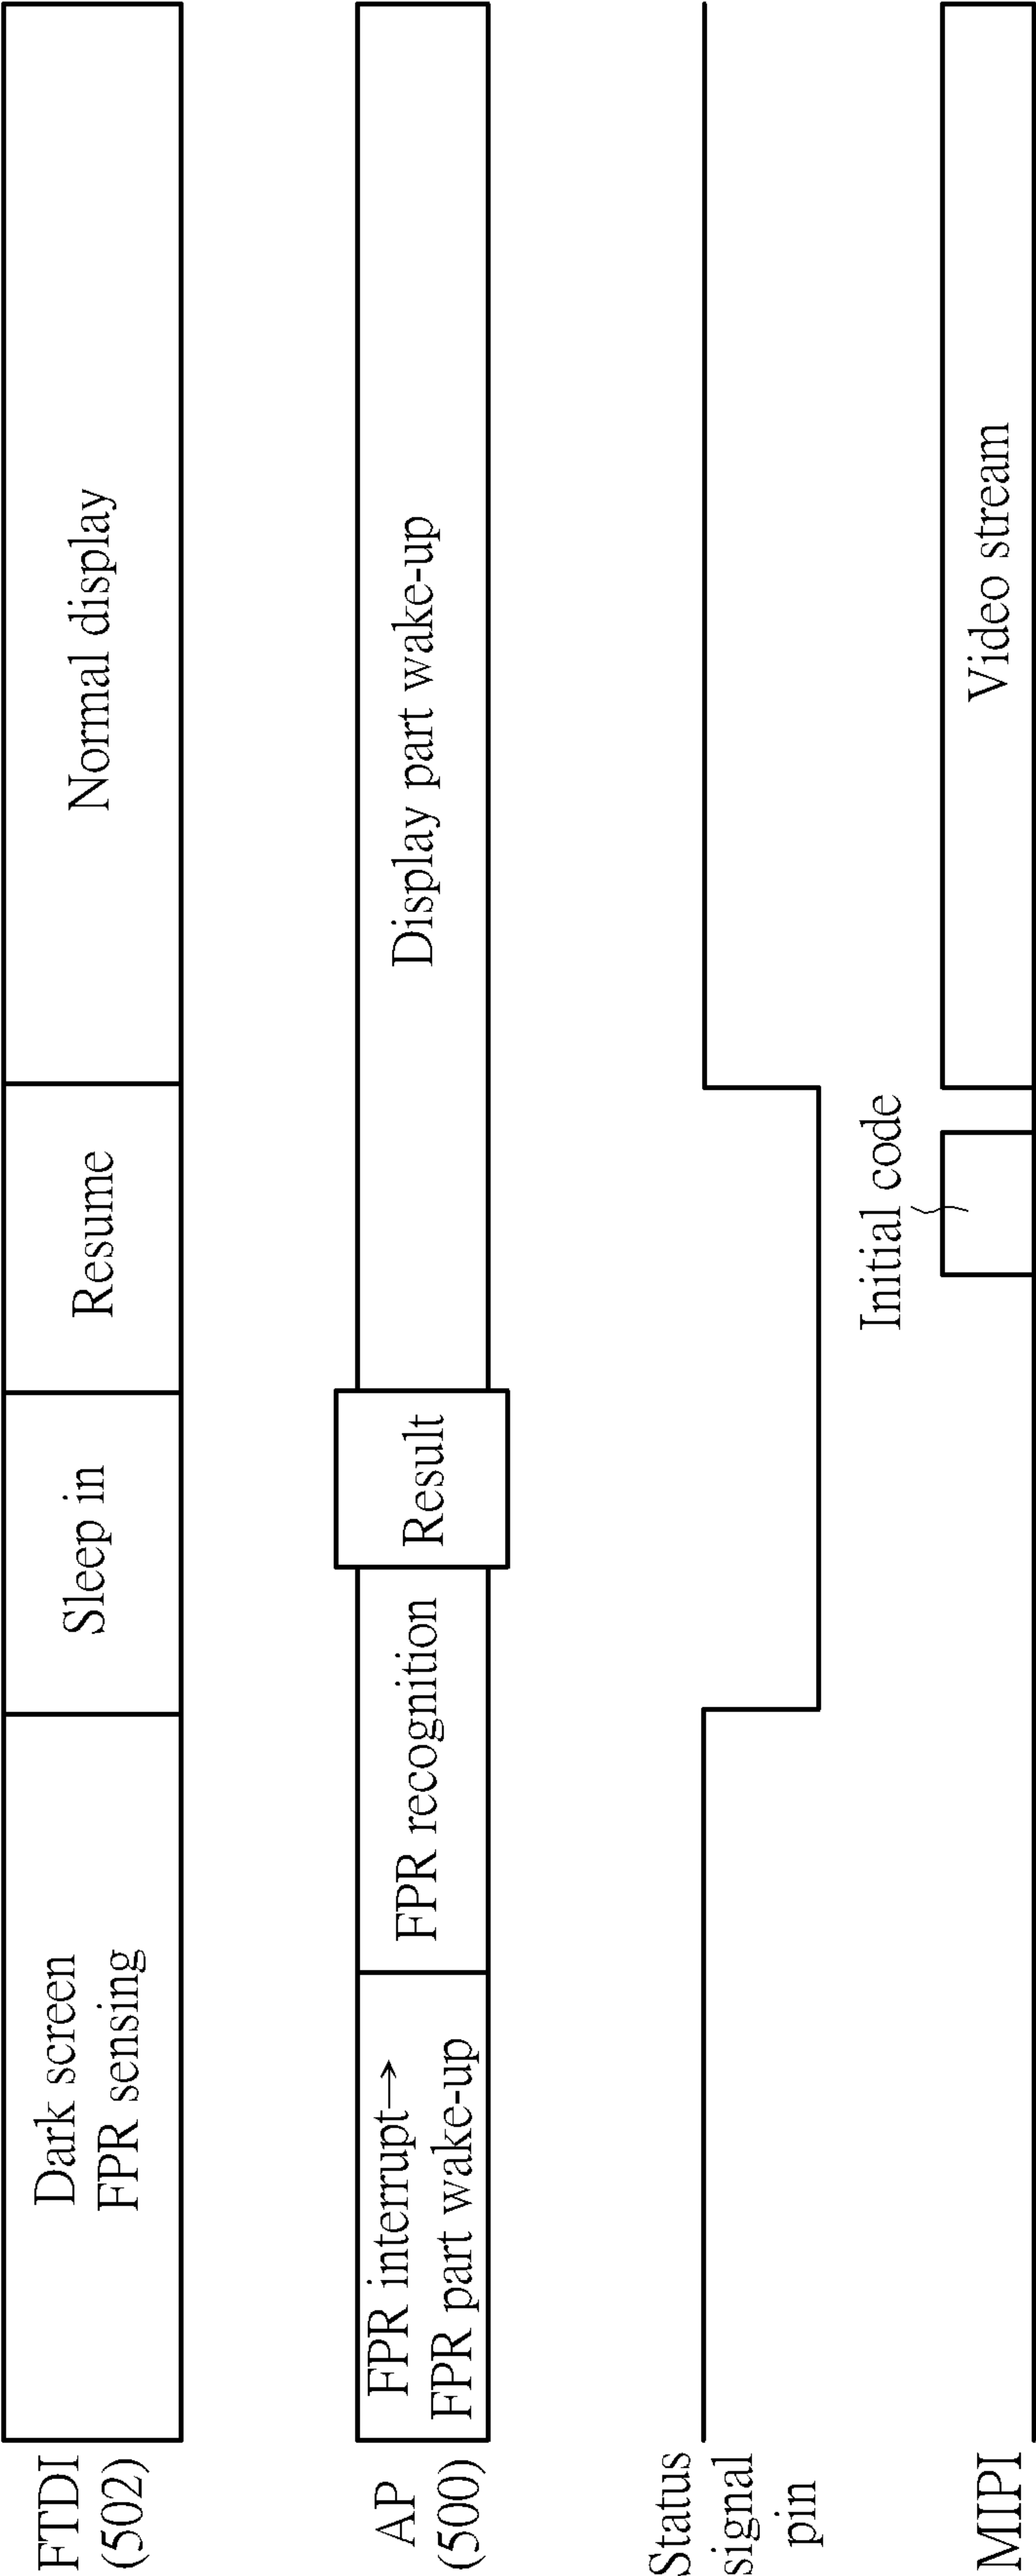 FTDI
(502)
Dark screen
FPR sensing
Sleep in
Resume
Normal display
AP
(500)
FPR interrupt→
FPR part wake-up
FPR recognition
Result
Display part wake-up
Status
signal
pin
MIPI
Initial code
Video stream